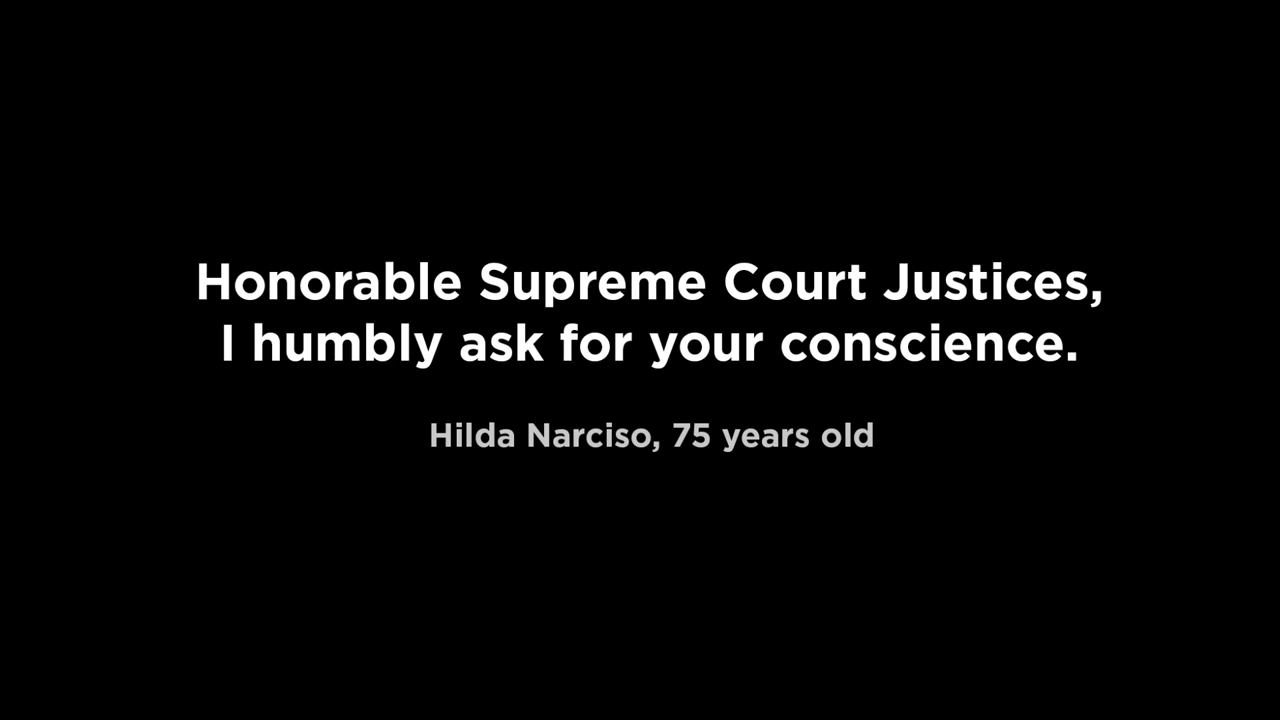 Honorable Supreme Court Justices,
I humbly ask for your conscience.
Hilda Narciso, 75 years old